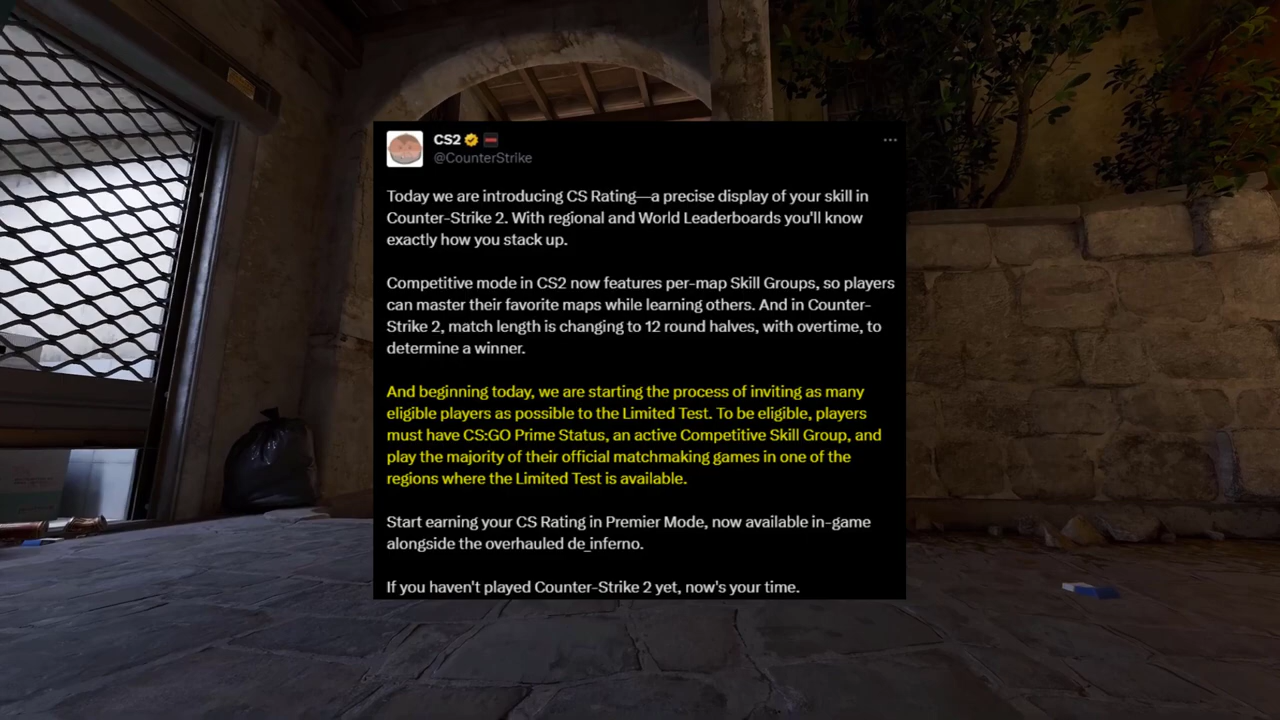 CS2
@CounterStrike
Today we are introducing CS Rating—a precise display of your skill in
Counter-Strike 2. With regional and World Leaderboards you'll know
exactly how you stack up.
Competitive mode in CS2 now features per-map Skill Groups, so players
can master their favorite maps while learning others. And in Counter-
Strike 2, match length is changing to 12 round halves, with overtime, to
determine a winner.
And beginning today, we are starting the process of inviting as many
eligible players as possible to the Limited Test. To be eligible, players
must have CS:GO Prime Status, an active Competitive Skill Group, and
play the majority of their official matchmaking games in one of the
regions where the Limited Test is available.
Start earning your CS Rating in Premier Mode, now available in-game
alongside the overhauled de_inferno.
If you haven't played Counter-Strike 2 yet, now's your time.